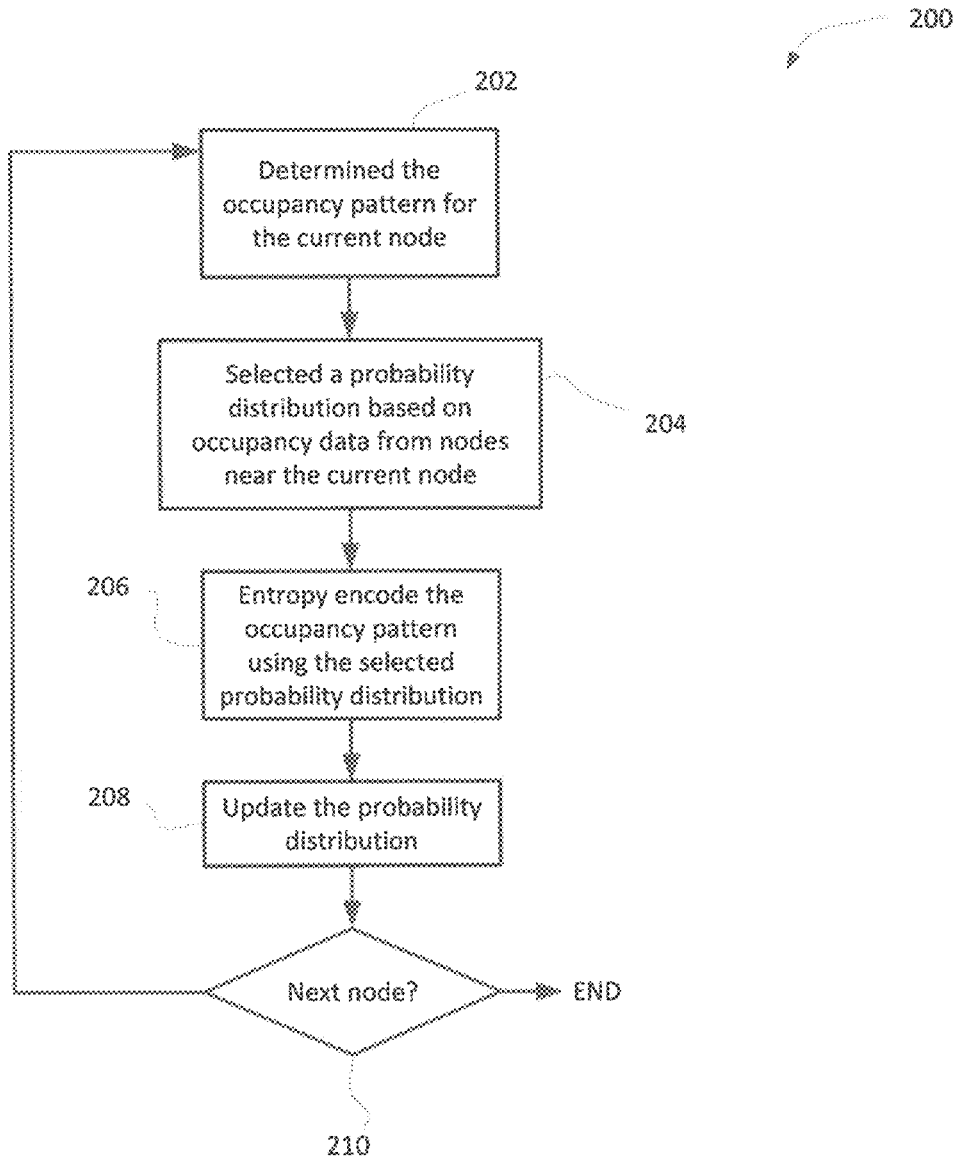 200
202
Determined the
occupancy pattern for
the current node
Selected a probability
distribution based on
occupancy data from nodes
near the current node
204
206
Entropy encode the
occupancy pattern
using the selected
probability distribution
208
Update the probability
distribution
Next node?
END
210